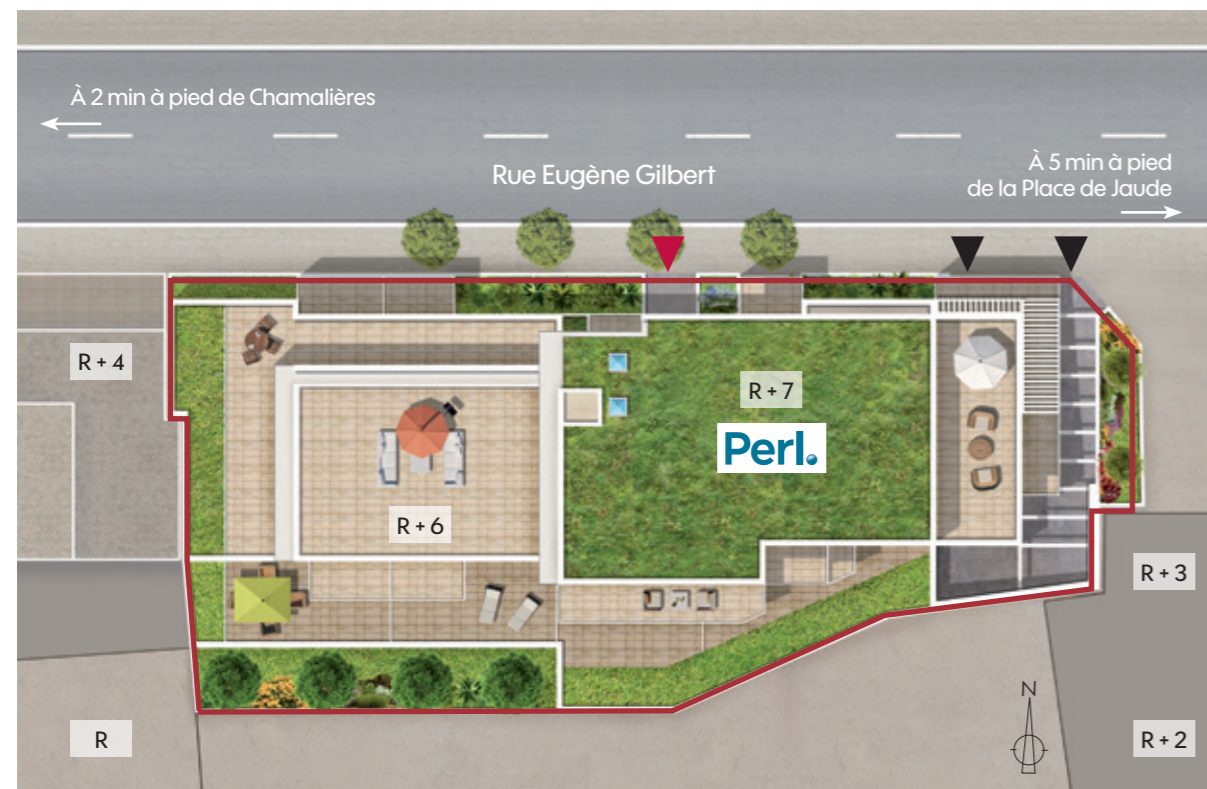 À 2 min à pied de Chamalières
Rue Eugène Gilbert
À 5 min à pied
de la Place de Jaude
R + 4
R + 7
Perl.
R + 6
R + 3
N
R
R + 2